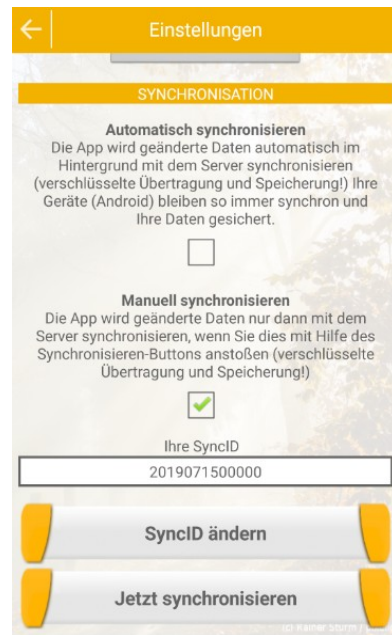 Einstellungen
SYNCHRONISATION
Automatisch synchronisieren
Die App wird geänderte Daten automatisch im
Hintergrund mit dem Server synchronisieren
(verschlüsselte Übertragung und Speicherung!) Ihre
Geräte (Android) bleiben so immer synchron und
Ihre Daten gesichert.
Manuell synchronisieren
Die App wird geänderte Daten nur dann mit dem
Server synchronisieren, wenn Sie dies mit Hilfe des
Synchronisieren-Buttons anstoßen (verschlüsselte
Übertragung und Speicherung!)
Ihre SyncID
2019071500000
SyncID ändern
Jetzt synchronisieren
(c) Rainer Sturm